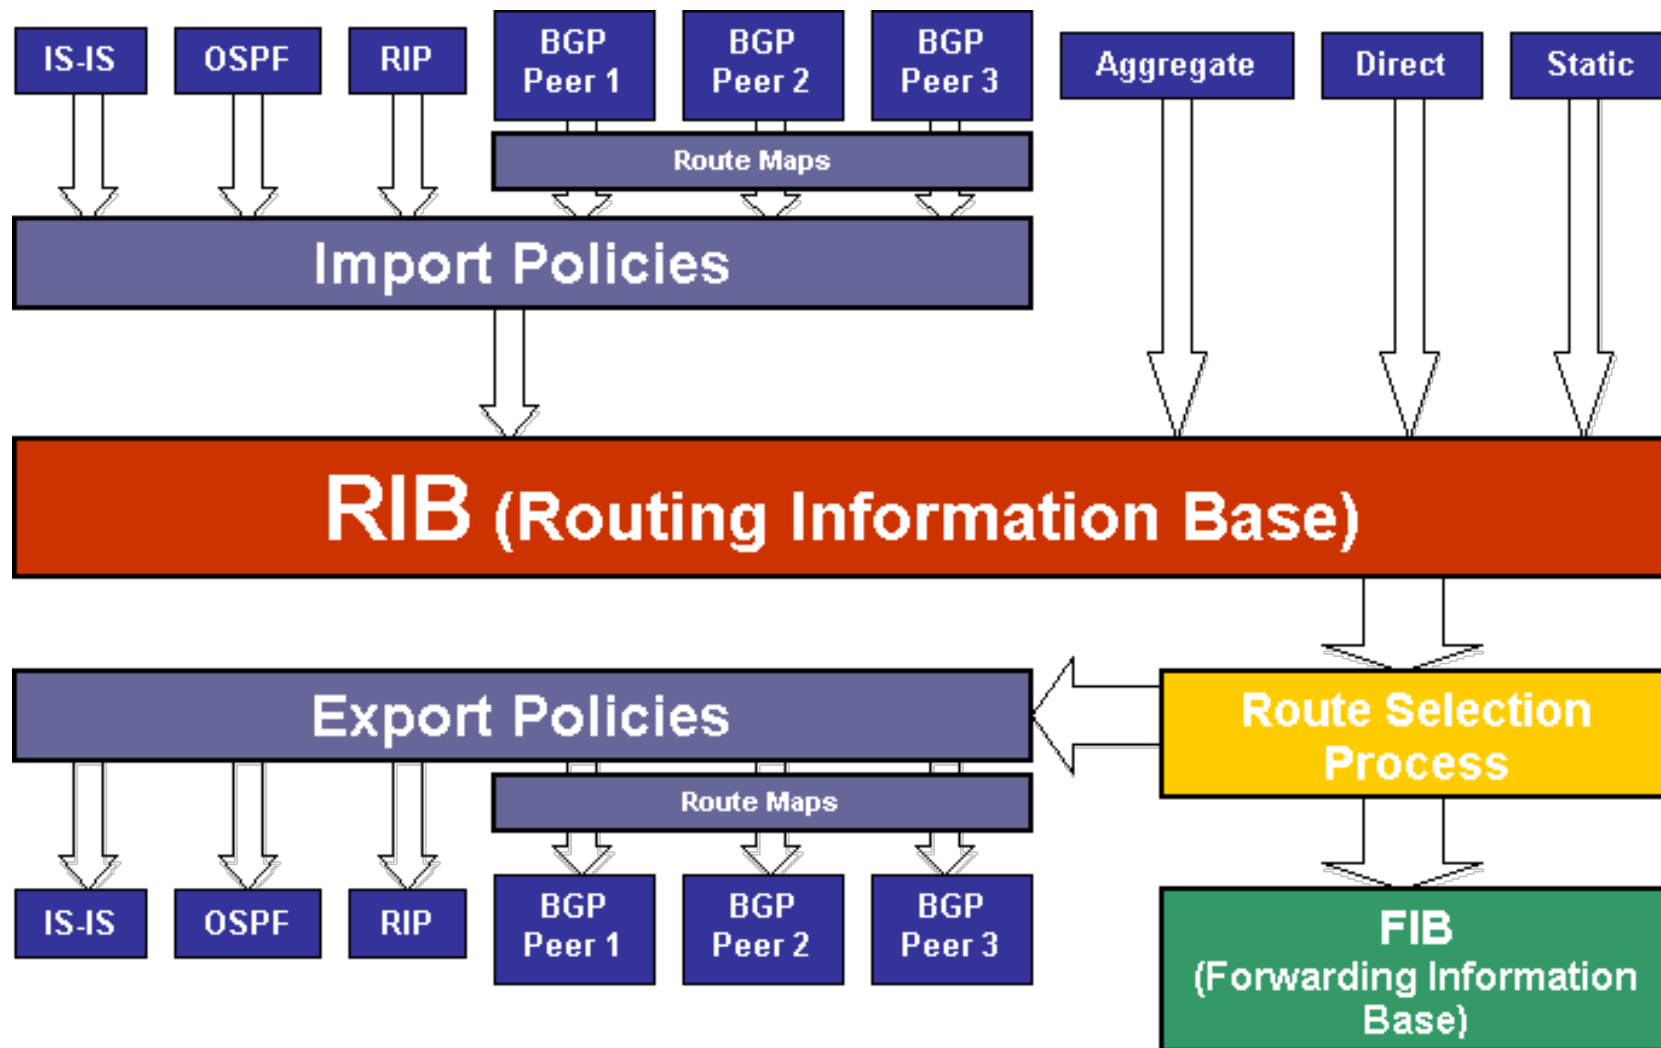 IS-IS
OSPF
RIP
BGP
Peer 1
BGP
Peer 2
BGP
Peer 3
Aggregate
Direct
Static
Route Maps
Import Policies
RIB (Routing Information Base)
Export Policies
Route Selection
Process
Route Maps
IS-IS
OSPF
RIP
BGP
Peer 1
BGP
Peer 2
BGP
Peer 3
FIB
(Forwarding Information
Base)